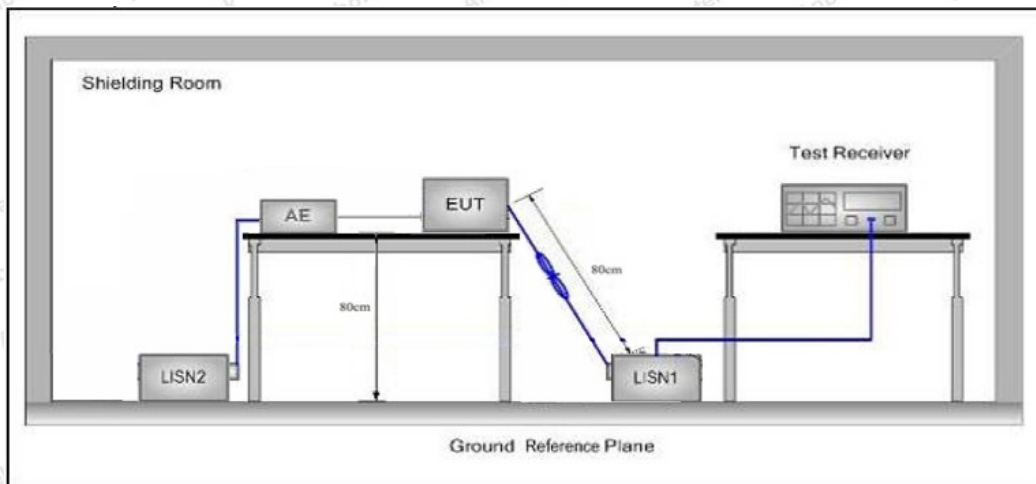 Shielding Room
Test Receiver
AE
EUT
80cm
80cm
LISN2
LISN1
Ground Reference Plane